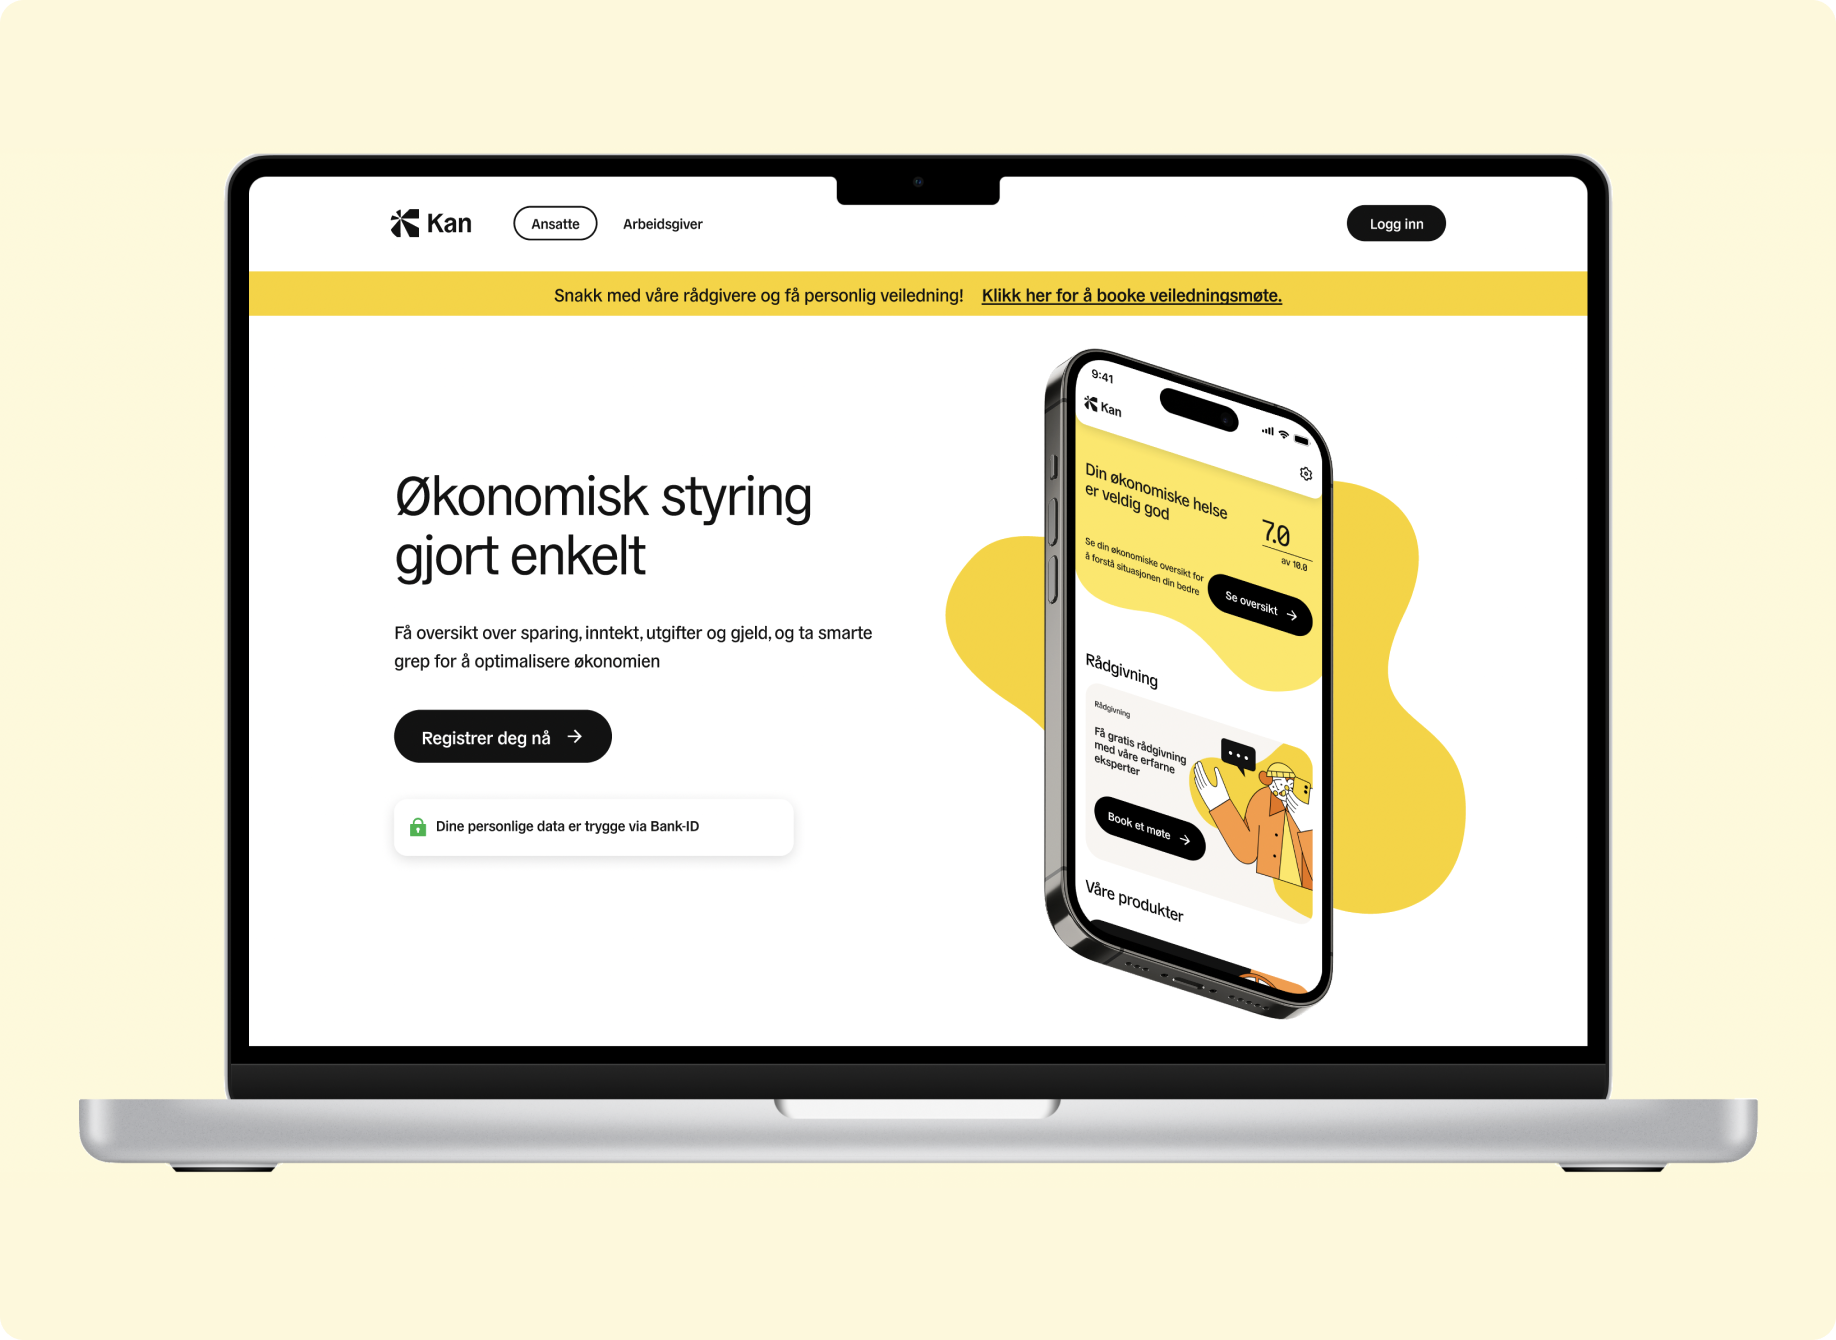 Kan
Ansatte
Arbeidsgiver
Logg inn
Snakk med våre rådgivere og få personlig veiledning! Klikk her for å booke veiledningsmøte.
Økonomisk styring
gjort enkelt
Få oversikt over sparing, inntekt, utgifter og gjeld, og ta smarte
grep for å optimalisere økonomien
Registrer deg nå
Dine personlige data er trygge via Bank-ID
9:41
Kan
Din økonomiske helse
er veldig god
7.0
av 10.0
Se din økonomiske oversikt for
å forstå situasjonen din bedre
Se oversikt
Rådgivning
Rådgivning
Få gratis rådgivning
med våre erfarne
eksperter
Book et møte
Våre produkter